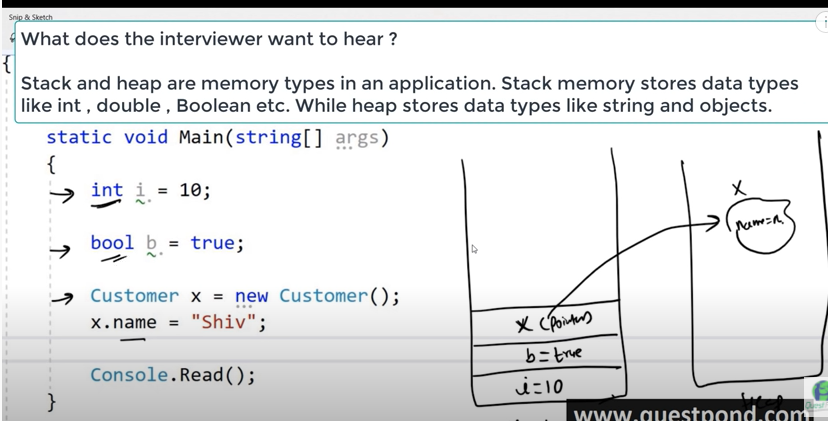 Snip & Sketch
What does the interviewer want to hear ?
Stack and heap are memory types in an application. Stack memory stores data types
like int , double , Boolean etc. While heap stores data types like string and objects.
{
static void Main(string[] args)
{
int i = 10;
bool b = true;
Customer x = new Customer();
x.name = "Shiv";
Console.Read();
}
X
name=
x (pointer)
b=true
i=10
www.questpond.com